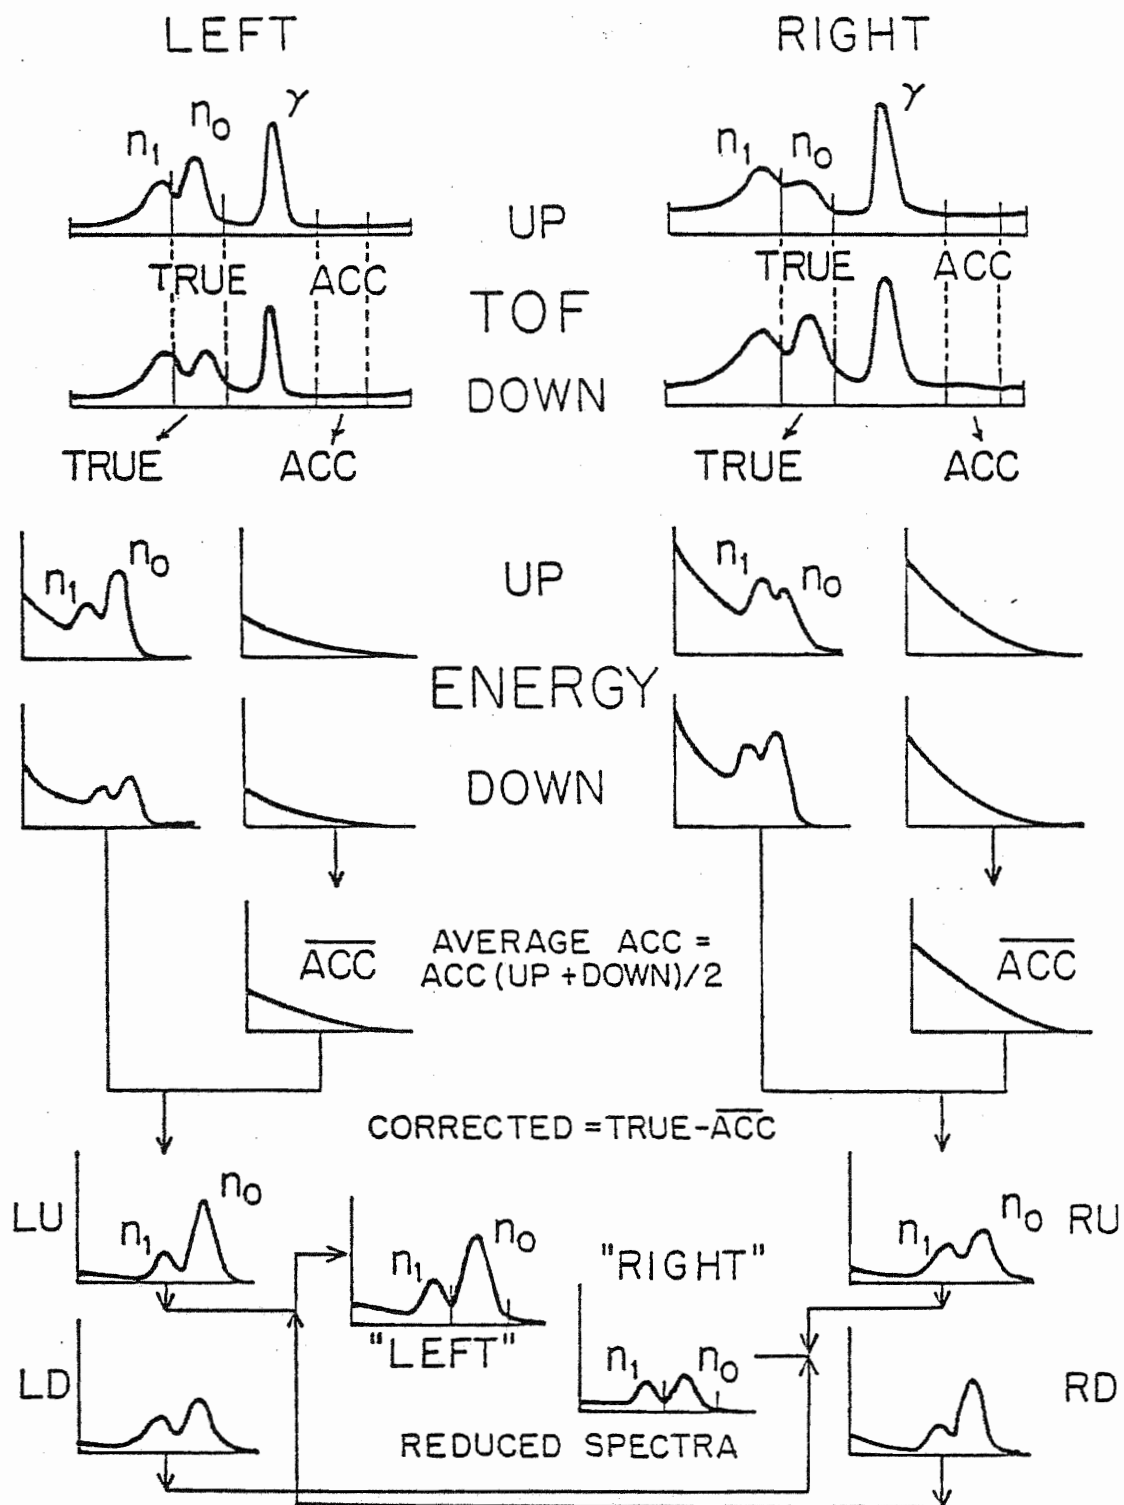 LEFT RIGHT
γ γ
n₀
n₁ n₁ n₀
UP
TRUE ACC TRUE ACC
TOF
DOWN
TRUE ACC TRUE ACC
n₀ n₁
n₁ UP n₀
ENERGY
DOWN
ACC AVERAGE ACC = ACC
ACC (UP + DOWN)/2
CORRECTED = TRUE-ACC
n₀ n₀
LU n₁ n₀ n₁ RU
n₁ "RIGHT"
"LEFT" n₁ n₀
LD RD
REDUCED SPECTRA